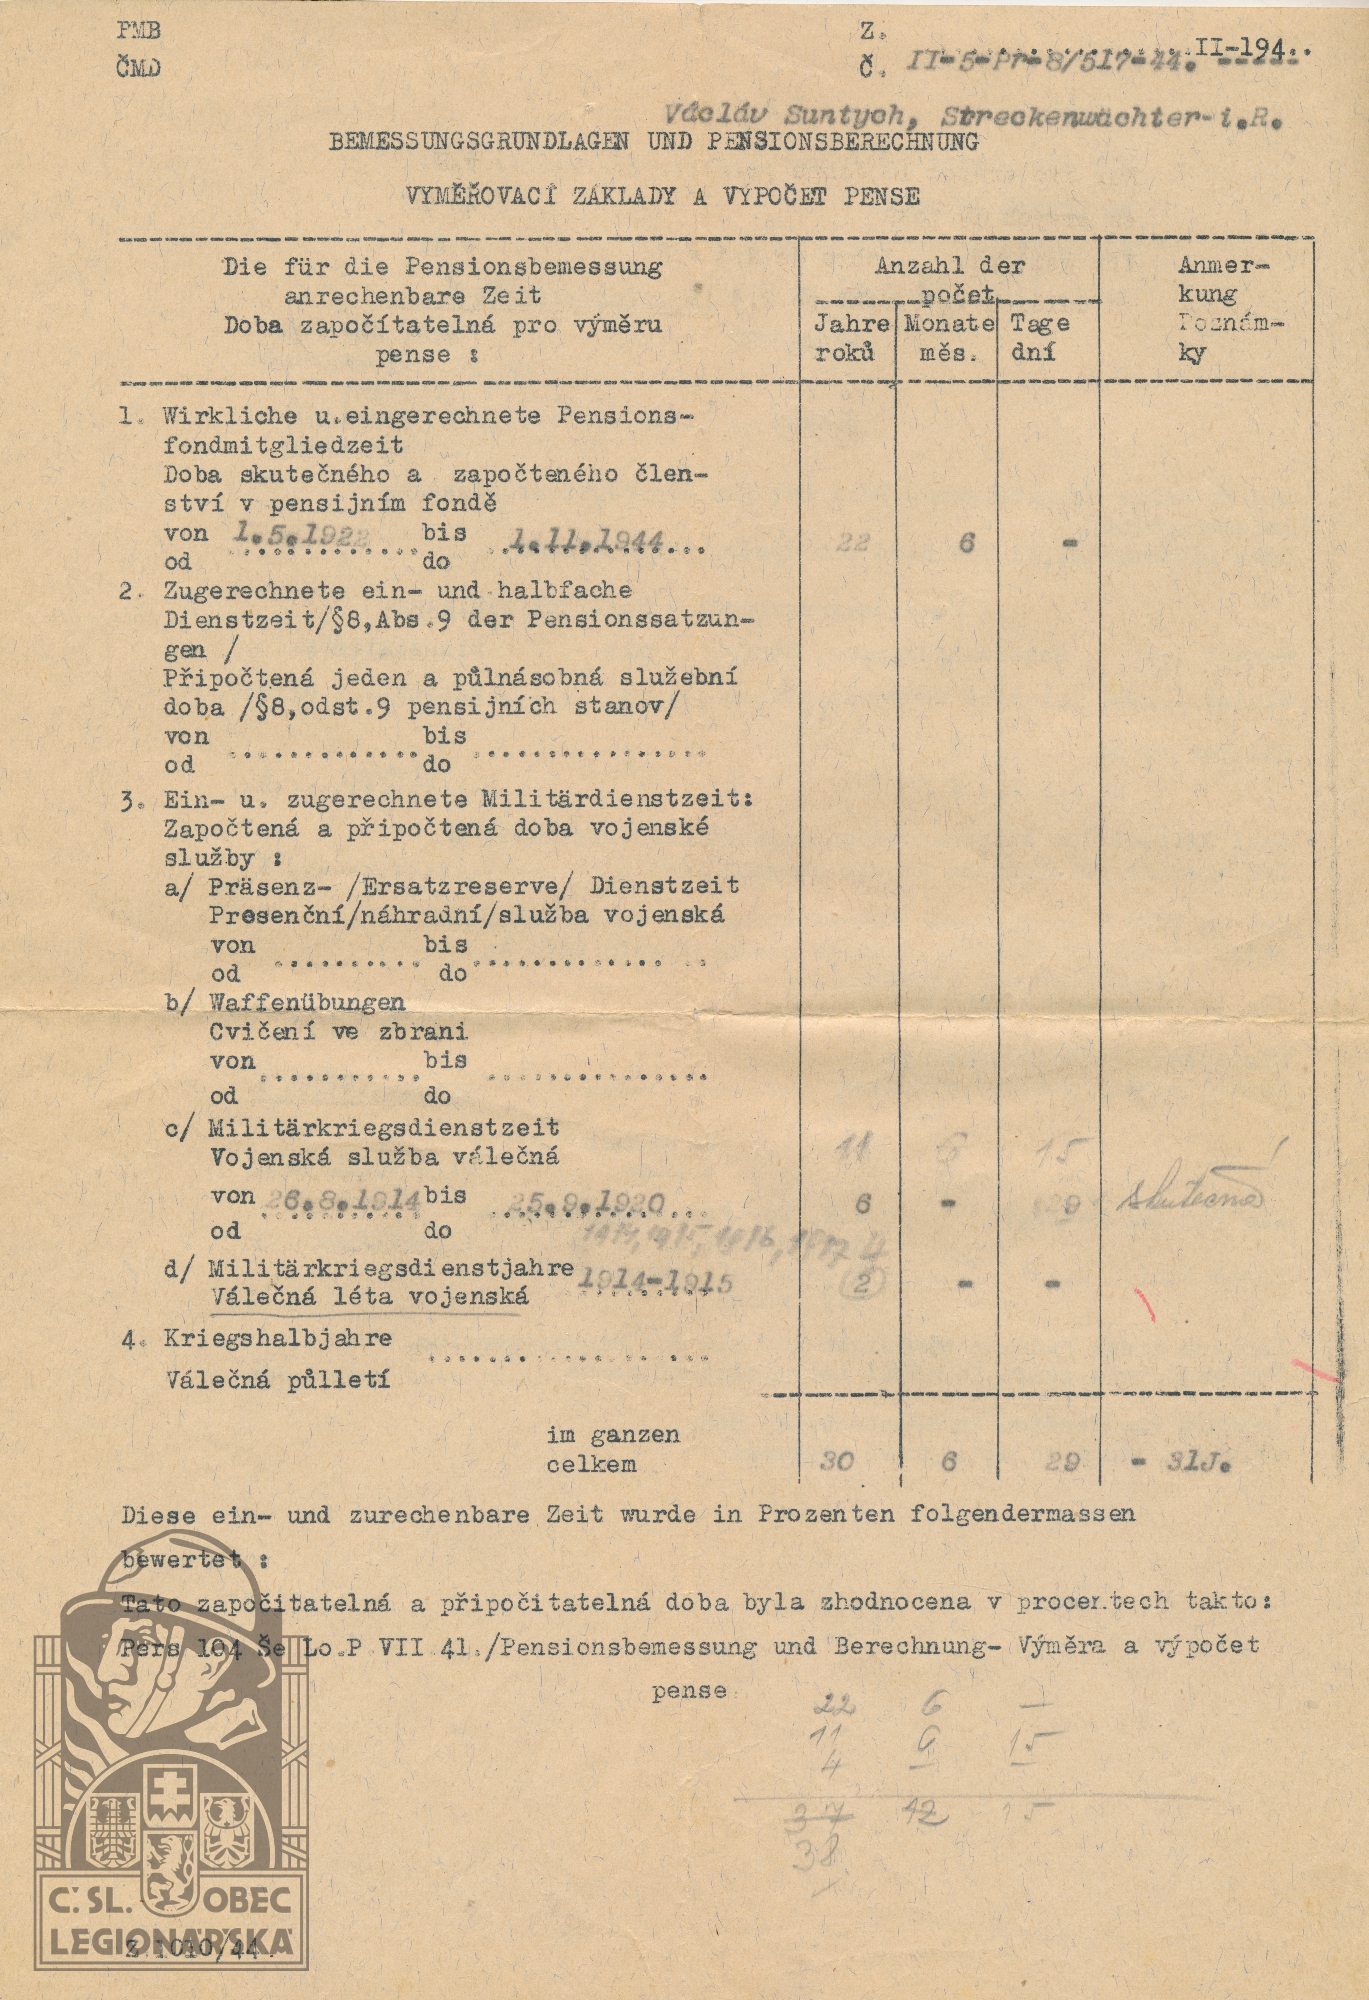 PMB
ČMD
Z.
Č. II-5-Pr-8/517-44. II-194..
Václáv Suntych, Streckenwächter i.R.
BEMESSUNGSGRUNDLAGEN UND PENSIONSBERECHNUNG
VYMĚŘOVACÍ ZÁKLADY A VÝPOČET PENSE
Die für die Pensionsbemessung
anrechenbare Zeit
Doba započítatelná pro výměru
pense :
Anzahl der
počet
Jahre Monate Tage
roků měs. dní
Anmer-
kung
Poznám-
ky
1. Wirkliche u.eingerechnete Pensions-
fondmitgliedzeit
Doba skutečného a započteného člen-
ství v pensijním fondě
von 1.5.1922 bis 1.11.1944 22 6 -
od do
2. Zugerechnete ein- und halbfache
Dienstzeit/§8,Abs.9 der Pensionssatzun-
gen /
Připočtená jeden a půlnásobná služební
doba /§8,odst.9 pensijních stanov/
von bis
od do
3. Ein- u. zugerechnete Militärdienstzeit:
Započtená a připočtená doba vojenské
služby :
a/ Präsenz- /Ersatzreserve/ Dienstzeit
Presenční/náhradní/služba vojenská
von bis
od do
b/ Waffenübungen
Cvičení ve zbrani
von bis
od do
c/ Militärkriegsdienstzeit
Vojenská služba válečná
11 6 15
von 26.8.1914 bis 25.9.1920 6 - 29 skutečná
od do
1914, 1915, 1916, 1917 4
d/ Militärkriegsdienstjahre
Válečná léta vojenská 1914-1915 2 - -
4. Kriegshalbjahre
Válečná půlletí
im ganzen
celkem 30 6 29 - 31J.
Diese ein- und zurechenbare Zeit wurde in Prozenten folgendermassen
bewertet :
Tato započitatelná a připočitatelná doba byla zhodnocena v procentech takto:
Pers 104 Še Lo.P VII 41./Pensionsbemessung und Berechnung- Výměra a výpočet
pense
22 6 —
11 6 15
4 — —
37 12 15
38
Č.SL. OBEC
LEGIONÁŘSKÁ
Z 1010/44.